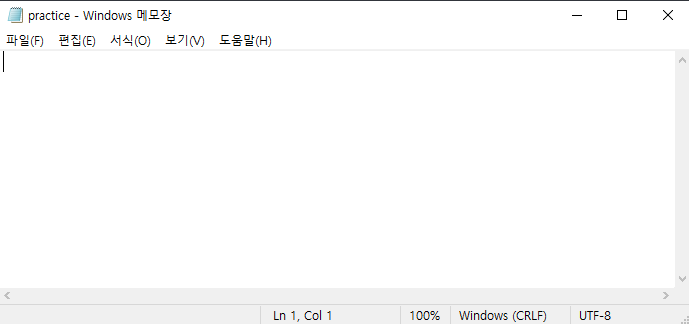 practice - Windows 메모장
파일(F) 편집(E) 서식(O) 보기(V) 도움말(H)
Ln 1, Col 1 100% Windows (CRLF) UTF-8